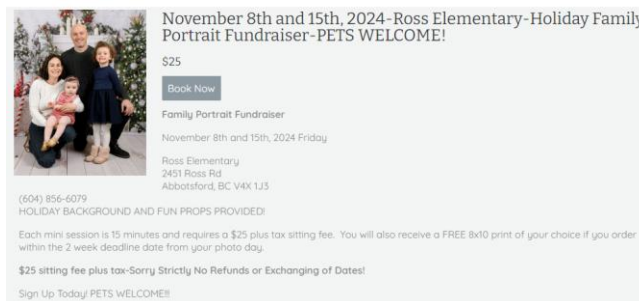 November 8th and 15th, 2024-Ross Elementary-Holiday Family
Portrait Fundraiser-PETS WELCOME!
$25
Book Now
Family Portrait Fundraiser
November 8th and 15th, 2024 Friday
Ross Elementary
2451 Ross Rd
Abbotsford, BC V4X 1J3
(604) 856-6079
HOLIDAY BACKGROUND AND FUN PROPS PROVIDED!
Each mini session is 15 minutes and requires a $25 plus tax sitting fee. You will also receive a FREE 8x10 print of your choice if you order
within the 2 week deadline date from your photo day.
$25 sitting fee plus tax-Sorry Strictly No Refunds or Exchanging of Dates!
Sign Up Today! PETS WELCOME!!!